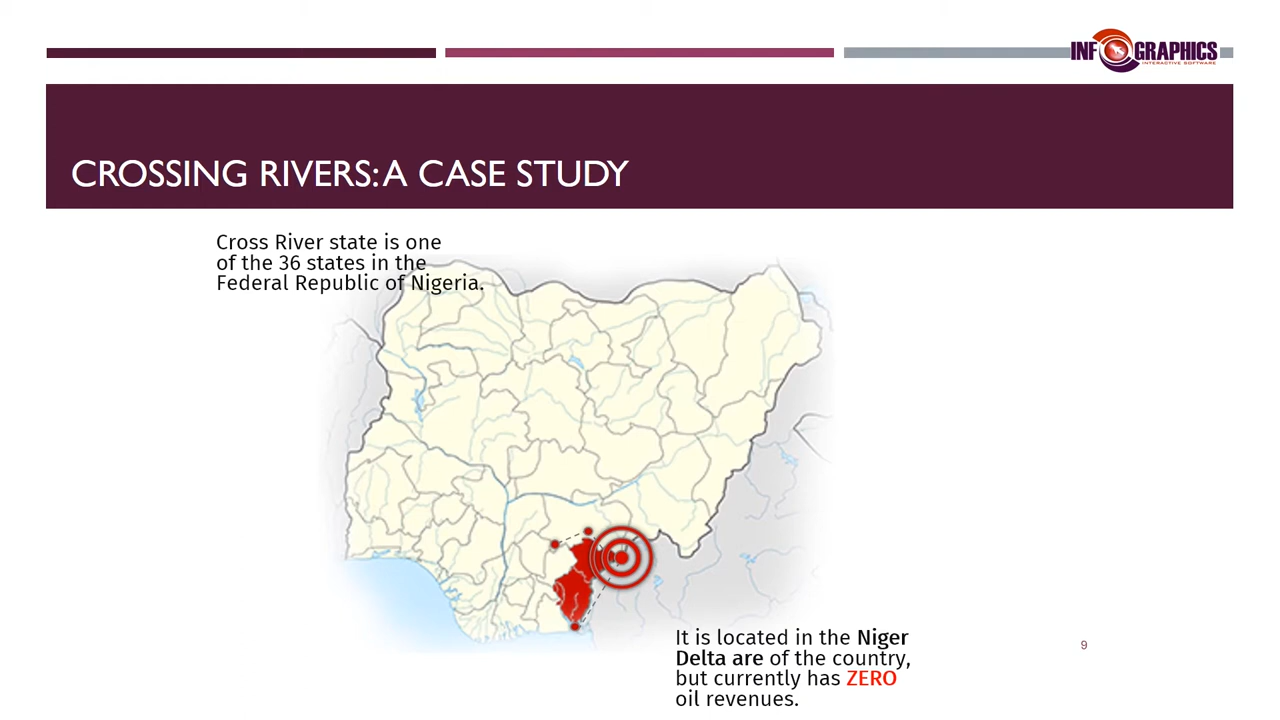 INFOGRAPHICS
INTERACTIVE SOFTWARE
CROSSING RIVERS: A CASE STUDY
Cross River state is one
of the 36 states in the
Federal Republic of Nigeria.
It is located in the Niger
Delta are of the country,
but currently has ZERO
oil revenues.
9